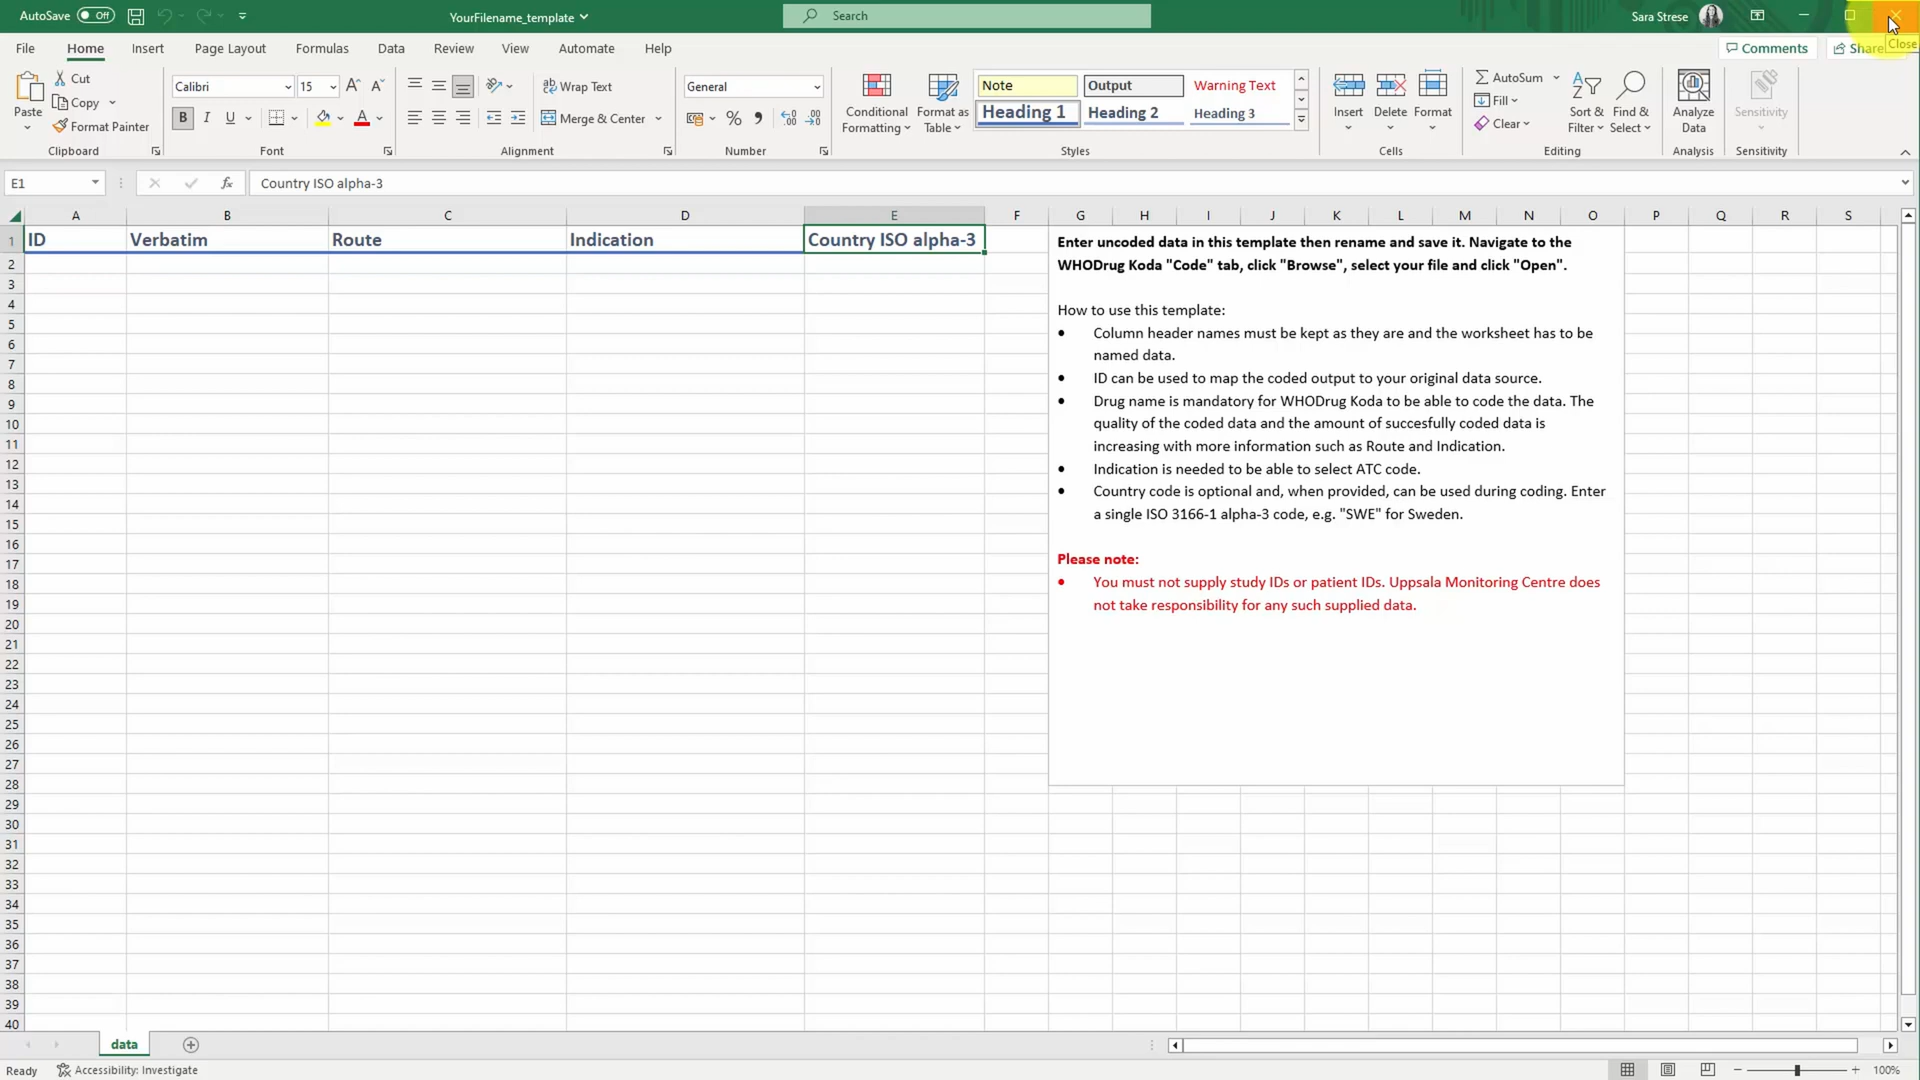 AutoSave Off YourFilename_template Search Sara Strese
Close
File Home Insert Page Layout Formulas Data Review View Automate Help Comments Share
Paste Cut Copy Format Painter
Calibri 15 A A
B I U A
ab Wrap Text
Merge & Center
General
% 9 .00
Conditional Formatting
Format as Table
Note Output Warning Text
Heading 1 Heading 2 Heading 3
Insert Delete Format
AutoSum Fill Clear
Sort & Filter
Find & Select
Analyze Data
Sensitivity
Clipboard Font Alignment Number Styles Cells Editing Analysis Sensitivity
E1 fx Country ISO alpha-3
A B C D E F G H I J K L M N O P Q R S
1 ID Verbatim Route Indication Country ISO alpha-3
Enter uncoded data in this template then rename and save it. Navigate to the
WHODrug Koda "Code" tab, click "Browse", select your file and click "Open".
How to use this template:
• Column header names must be kept as they are and the worksheet has to be
named data.
• ID can be used to map the coded output to your original data source.
• Drug name is mandatory for WHODrug Koda to be able to code the data. The
quality of the coded data and the amount of succesfully coded data is
increasing with more information such as Route and Indication.
• Indication is needed to be able to select ATC code.
• Country code is optional and, when provided, can be used during coding. Enter
a single ISO 3166-1 alpha-3 code, e.g. "SWE" for Sweden.
Please note:
• You must not supply study IDs or patient IDs. Uppsala Monitoring Centre does
not take responsibility for any such supplied data.
2
3
4
5
6
7
8
9
10
11
12
13
14
15
16
17
18
19
20
21
22
23
24
25
26
27
28
29
30
31
32
33
34
35
36
37
38
39
40
data
Ready Accessibility: Investigate 100%